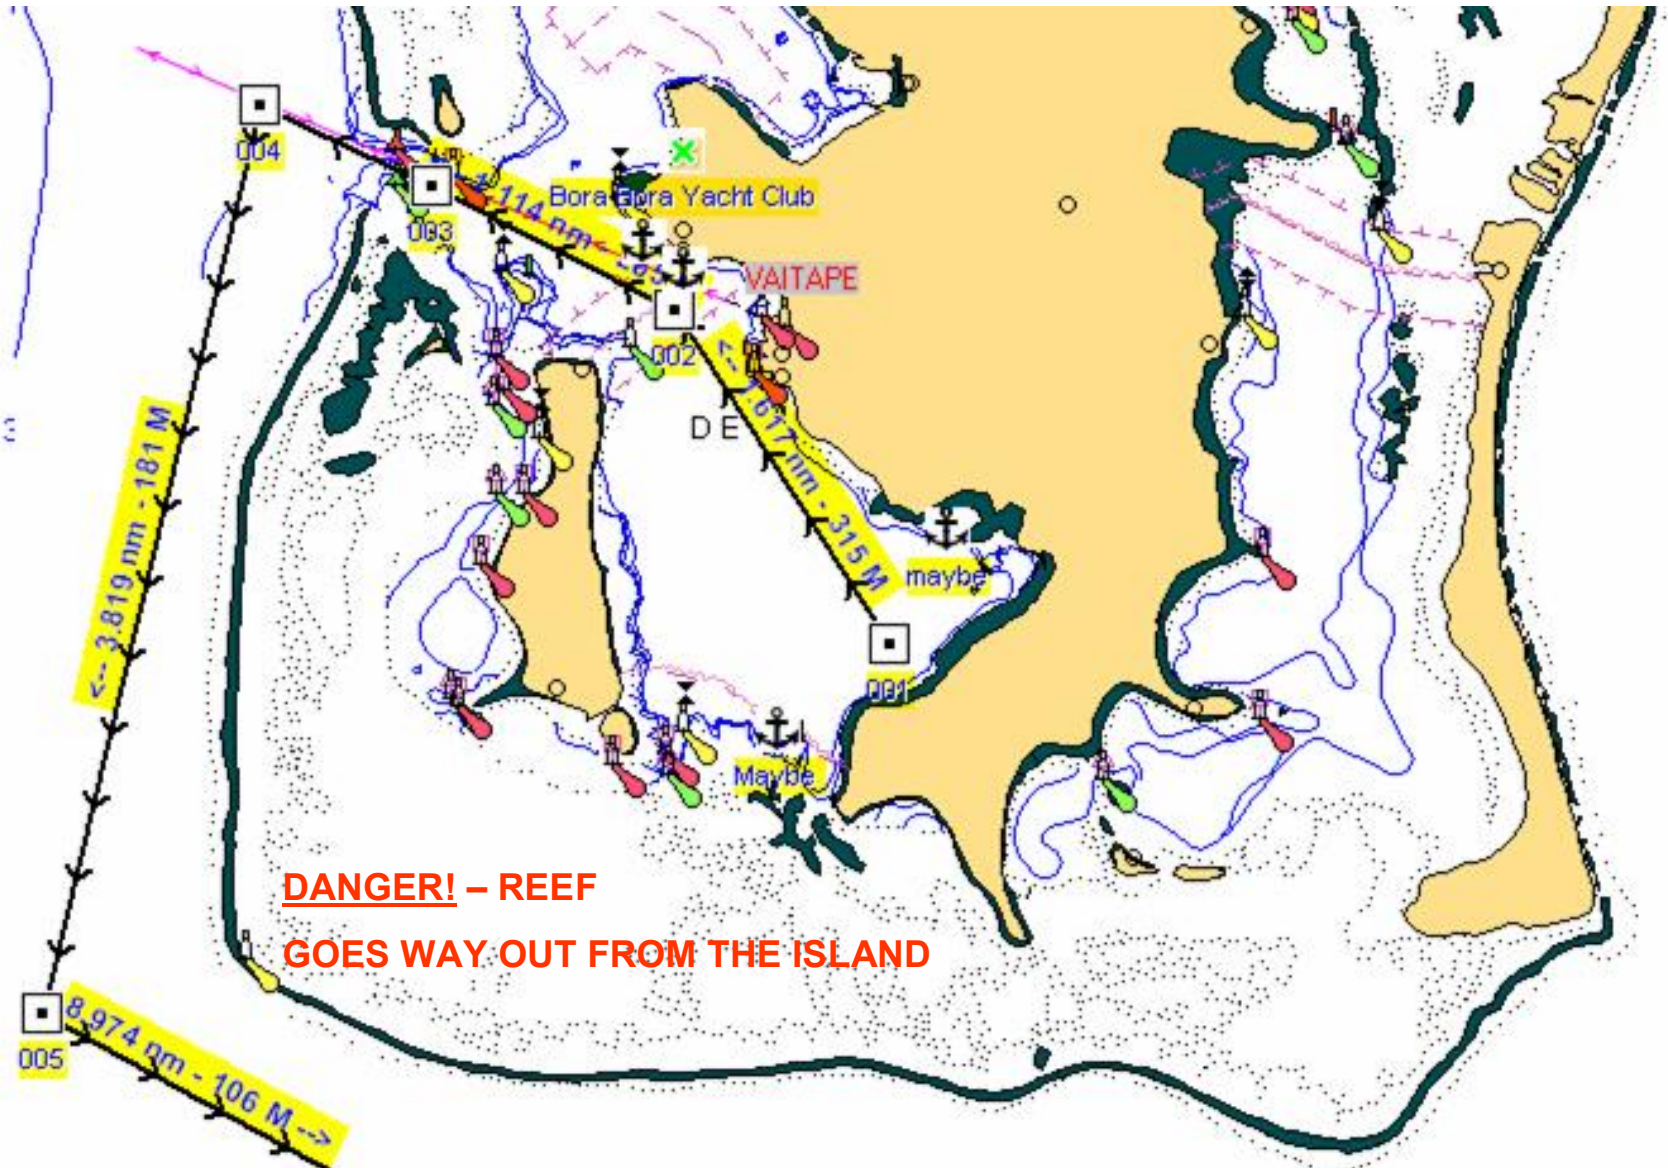 004
Bora Bora Yacht Club
114 nm
003
VAITAPE
002
D E
<-- 1.617 nm - 315 M
<-- 3.819 nm - 181 M
maybe
001
Maybe
DANGER! – REEF
GOES WAY OUT FROM THE ISLAND
8.974 nm - 106 M -->
005